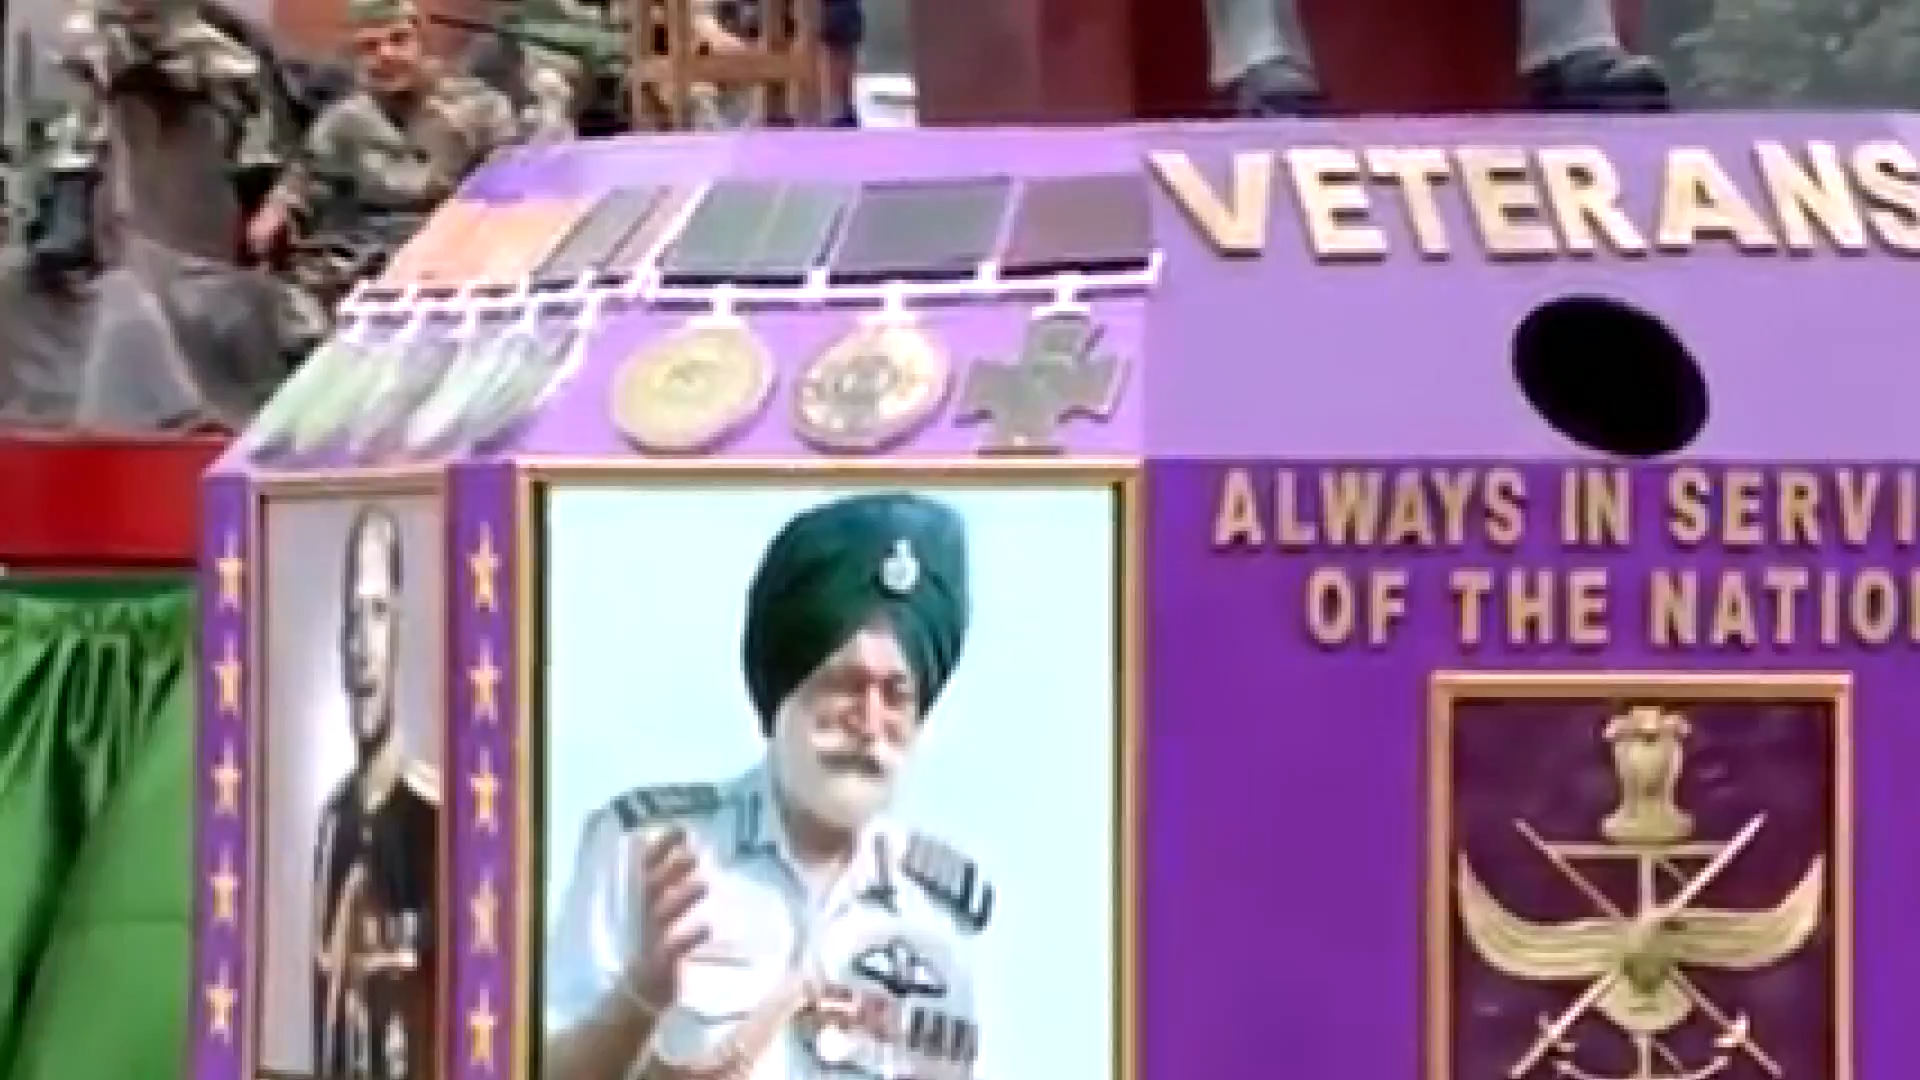 VETERANS
ALWAYS IN SERVI
OF THE NATIO